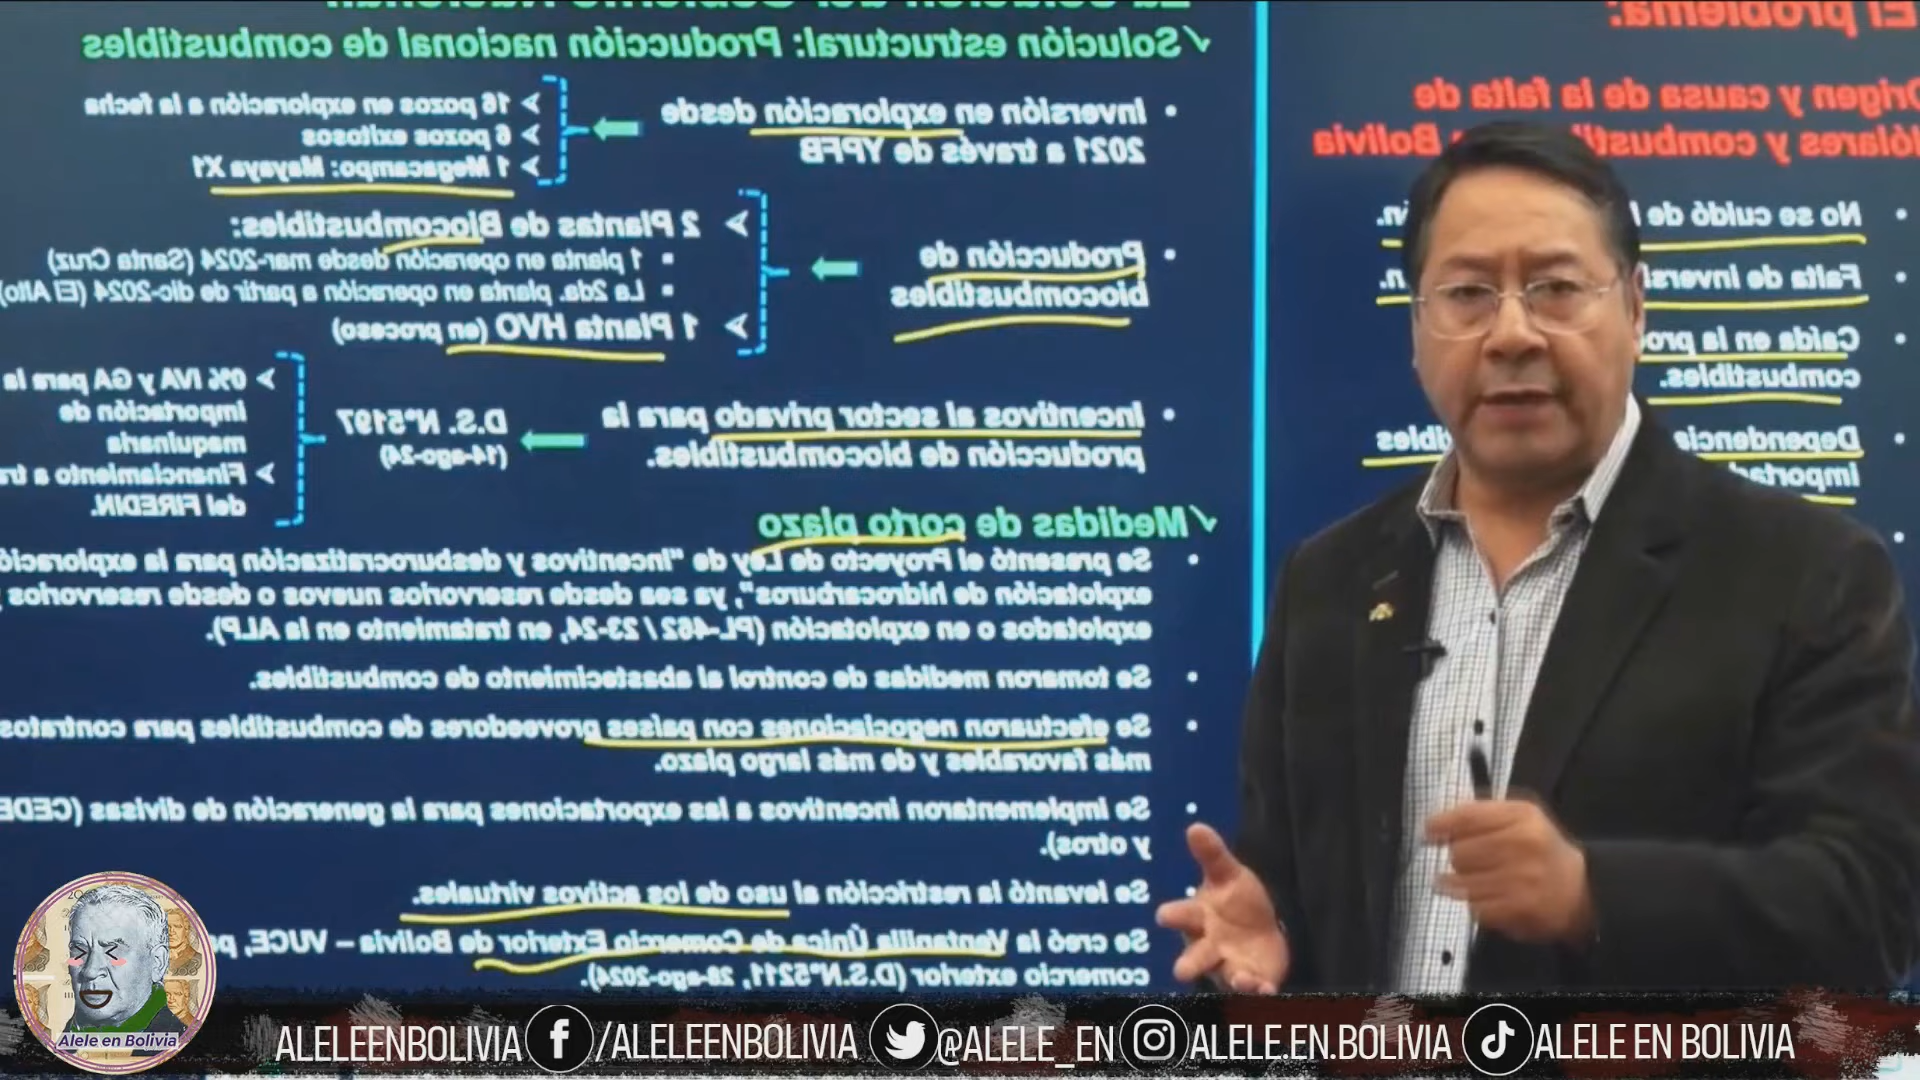 La solución del Gobierno Nacional:
✓Solución estructural: Producción nacional de combustibles
• Inversión en exploración desde
2021 a través de YPFB
➤ 16 pozos en exploración a la fecha
➤ 6 pozos exitosos
➤ 1 Megacampo: Mayaya X1
• Producción de
biocombustibles
➤ 2 Plantas de Biocombustibles:
▪ 1 planta en operación desde mar-2024 (Santa Cruz)
▪ La 2da. planta en operación a partir de dic-2024 (El Alto)
➤ 1 Planta HVO (en proceso)
• Incentivos al sector privado para la
producción de biocombustibles.
D.S. N°5197
(14-ago-24)
➤ 0% IVA y GA para la
importación de
maquinaria
➤ Financiamiento a
del FIREDIN.
✓Medidas de corto plazo
• Se presentó el Proyecto de Ley de "Incentivos y desburocratización para la
explotación de hidrocarburos", ya sea desde reservorios nuevos o desde reservorios
explotados o en explotación (PL-462 / 23-24, en tratamiento en la ALP).
• Se tomaron medidas de control al abastecimiento de combustibles.
• Se efectuaron negociaciones con países proveedores de combustibles para contratos
más favorables y de más largo plazo.
• Se implementaron incentivos a las exportaciones para la generación de divisas
y otros).
• Se levantó la restricción al uso de los activos virtuales.
Se creó la Ventanilla Única de Comercio Exterior de Bolivia – VUCE,
comercio exterior (D.S.N°5211, 28-ago-2024).
El problema:
Origen y causa de la falta de
dólares y Bolivia
• No se cuidó de
• Falta de
• Caída en la
combustibles.
• Dependencia
Alele en Bolivia
ALELEENBOLIVIA /ALELEENBOLIVIA @ALELE_EN ALELE.EN.BOLIVIA ALELE EN BOLIVIA